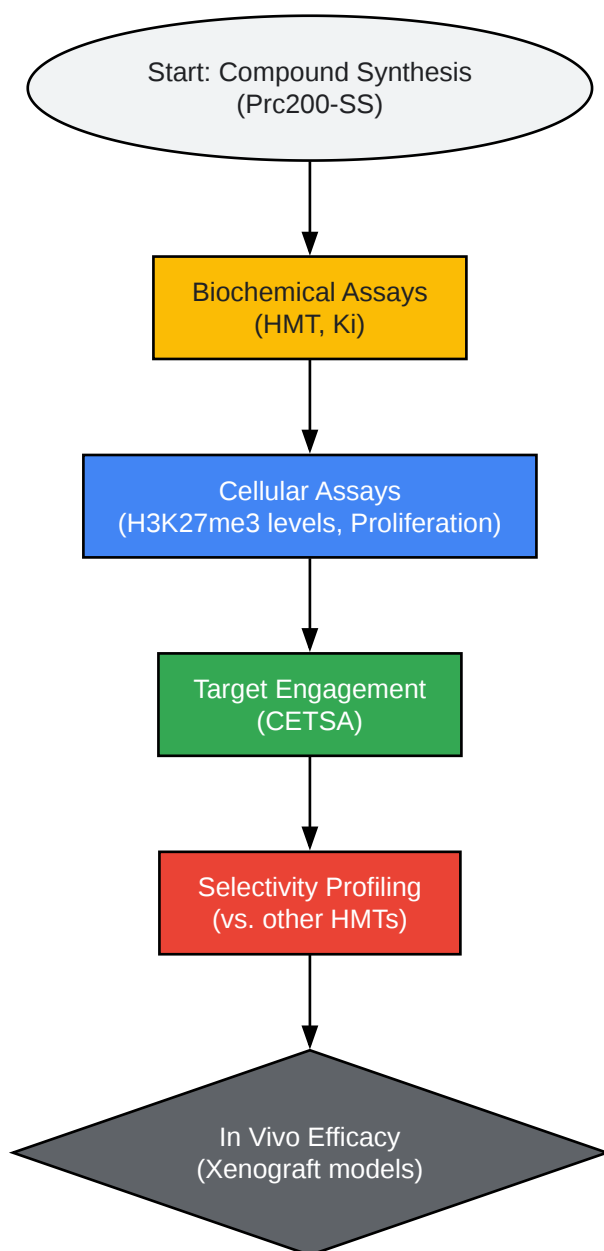 Start: Compound Synthesis
(Prc200-SS)
Biochemical Assays
(HMT, Ki)
Cellular Assays
(H3K27me3 levels, Proliferation)
Target Engagement
(CETSA)
Selectivity Profiling
(vs. other HMTs)
In Vivo Efficacy
(Xenograft models)